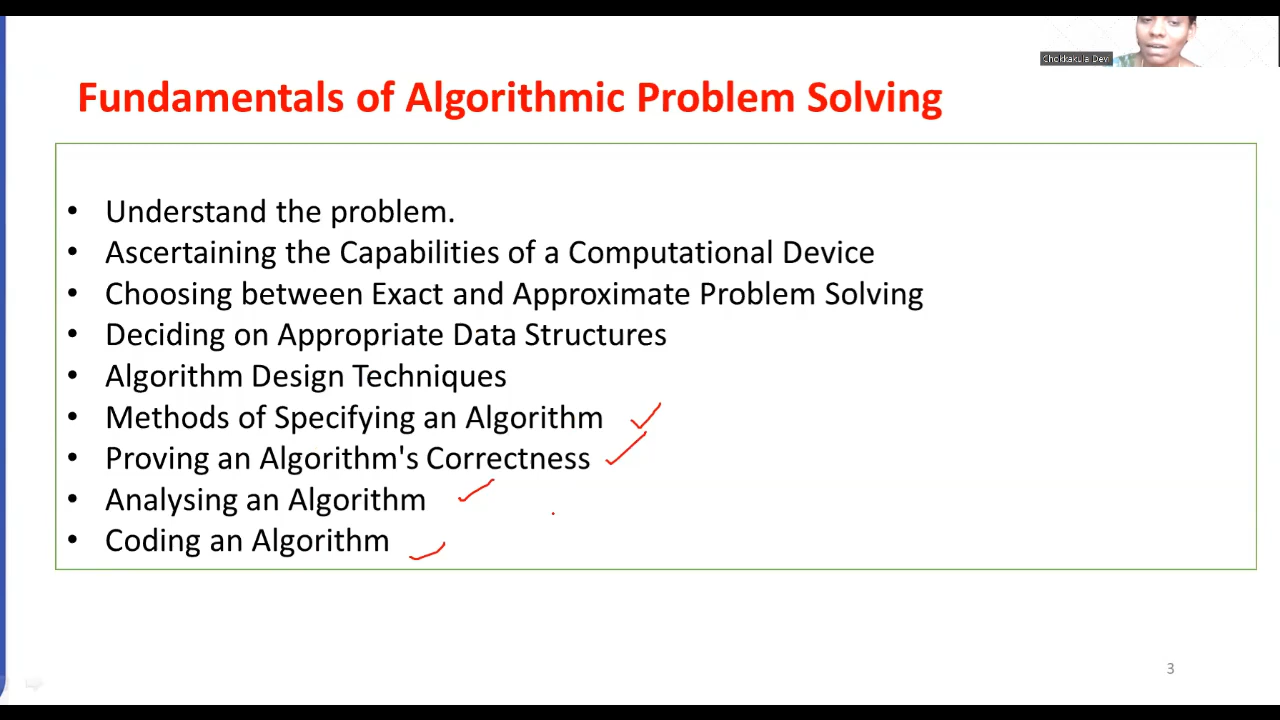 Chokkakula Devi
Fundamentals of Algorithmic Problem Solving
• Understand the problem.
• Ascertaining the Capabilities of a Computational Device
• Choosing between Exact and Approximate Problem Solving
• Deciding on Appropriate Data Structures
• Algorithm Design Techniques
• Methods of Specifying an Algorithm
• Proving an Algorithm's Correctness
• Analysing an Algorithm
• Coding an Algorithm
3